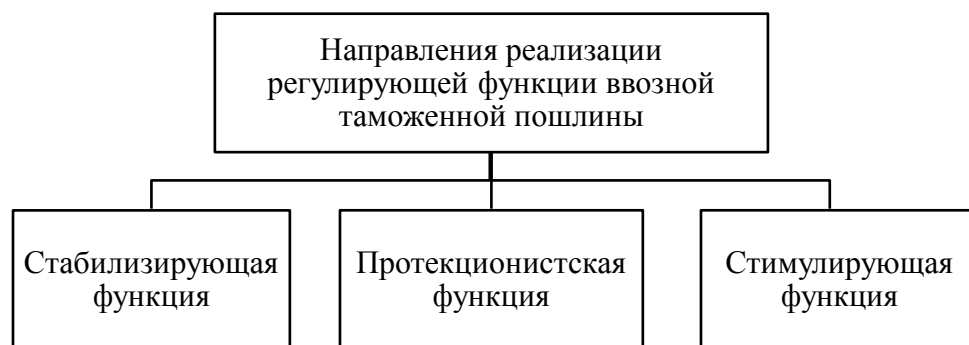 Направления реализации
регулирующей функции ввозной
таможенной пошлины
Стабилизирующая
функция
Протекционистская
функция
Стимулирующая
функция